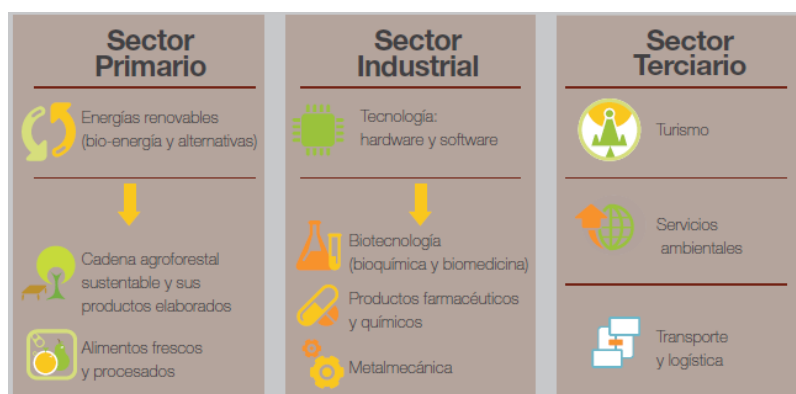 Sector
Primario
Energías renovables
(bio-energía y alternativas)
Cadena agroforestal
sustentable y sus
productos elaborados
Alimentos frescos
y procesados
Sector
Industrial
Tecnología:
hardware y software
Biotecnología
(bioquímica y biomedicina)
Productos farmacéuticos
y químicos
Metalmecánica
Sector
Terciario
Turismo
Servicios
ambientales
Transporte
y logística